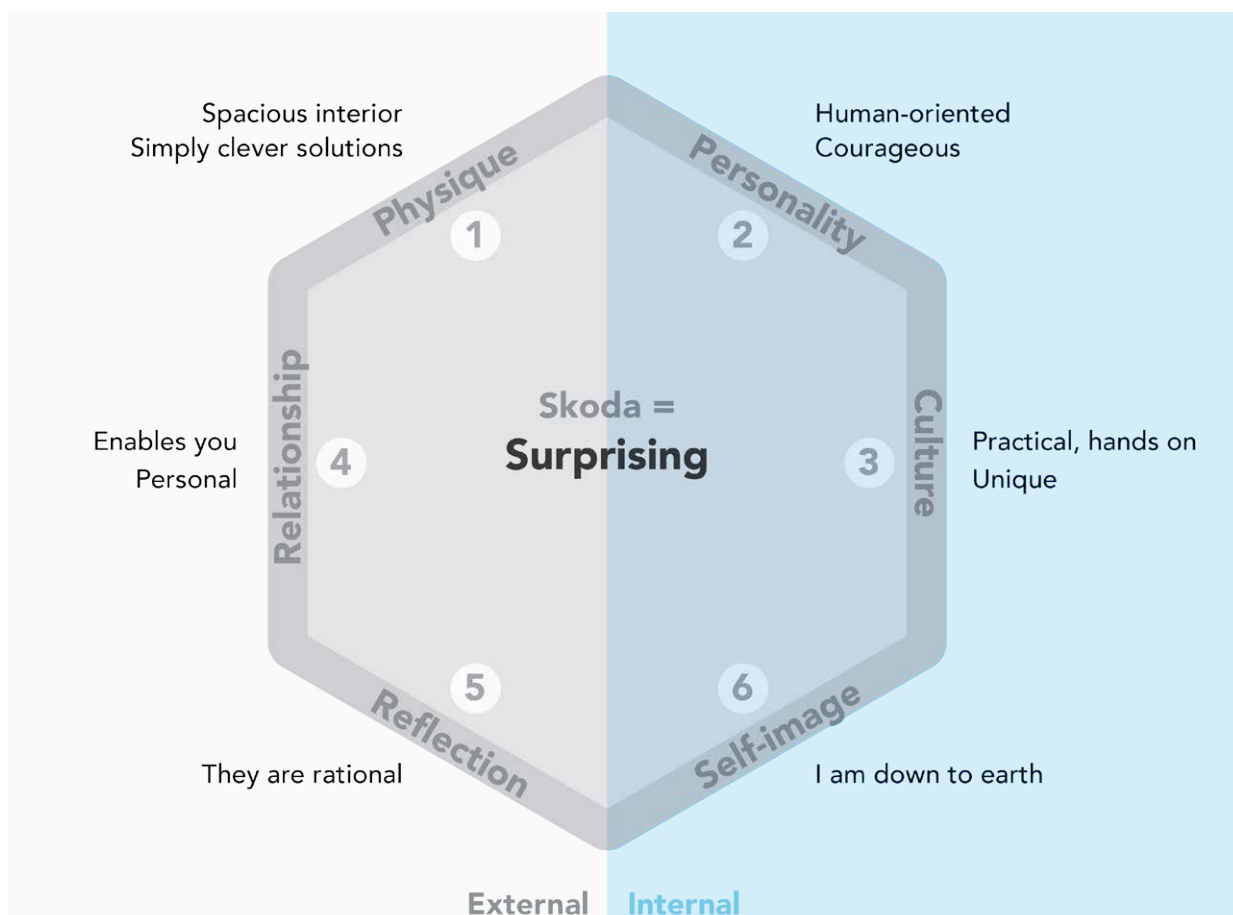 Spacious interior
Simply clever solutions
Physique
1
Human-oriented
Courageous
Personality
2
Skoda =
Surprising
Culture
3
Practical, hands on
Unique
Enables you
Personal
Relationship
4
5
Reflection
They are rational
6
Self-image
I am down to earth
External
Internal